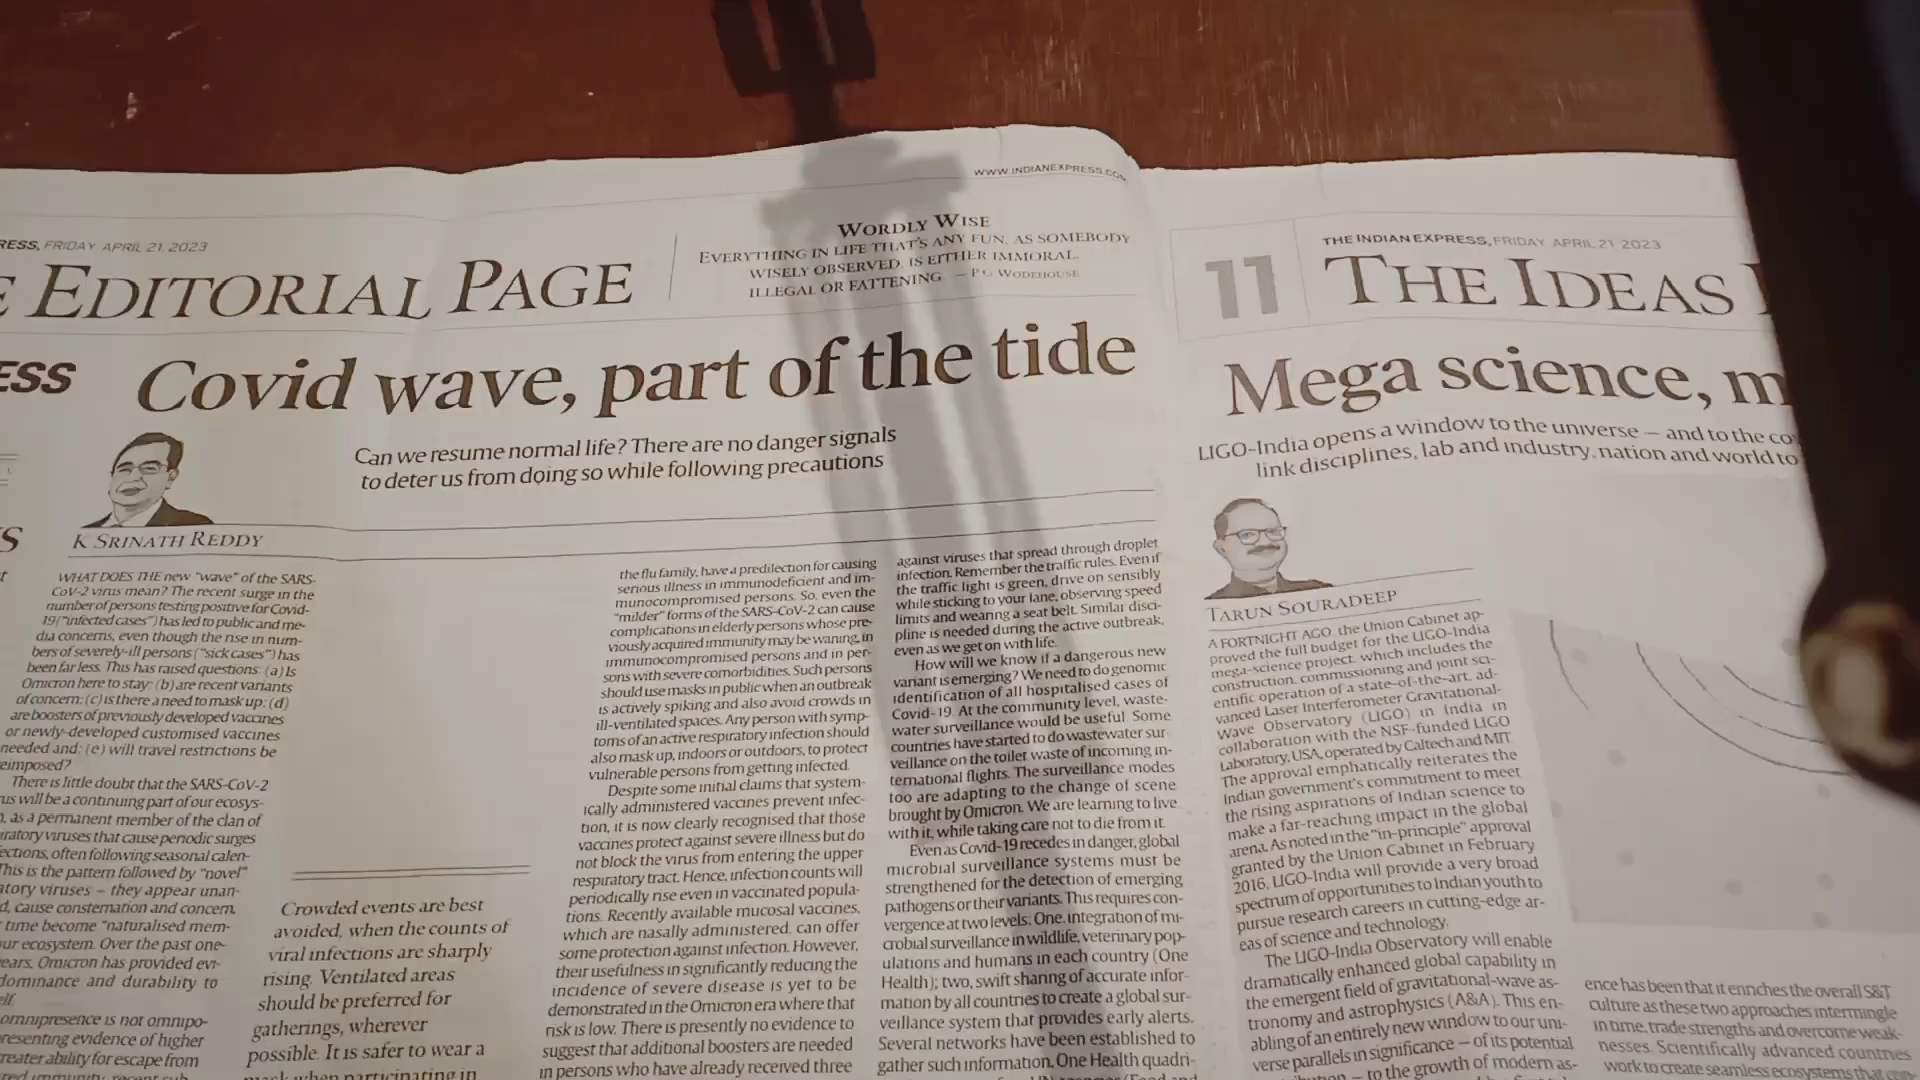 WWW.INDIANEXPRESS.COM
RESS, FRIDAY, APRIL 21, 2023
EDITORIAL PAGE
WORDLY WISE
EVERYTHING IN LIFE THAT'S ANY FUN, AS SOMEBODY
WISELY OBSERVED, IS EITHER IMMORAL,
ILLEGAL OR FATTENING. — P G WODEHOUSE
ESS
Covid wave, part of the tide
Can we resume normal life? There are no danger signals
to deter us from doing so while following precautions
K SRINATH REDDY
WHAT DOES THE new "wave" of the SARS-
CoV-2 virus mean? The recent surge in the
number of persons testing positive for Covid-
19 ("infected cases") has led to public and me-
dia concerns, even though the rise in num-
bers of severely-ill persons ("sick cases") has
been far less. This has raised questions: (a) Is
Omicron here to stay; (b) are recent variants
of concern; (c) is there a need to mask up; (d)
are boosters of previously developed vaccines
or newly-developed customised vaccines
needed and; (e) will travel restrictions be
eimposed?
There is little doubt that the SARS-CoV-2
us will be a continuing part of our ecosys-
, as a permanent member of the clan of
iratory viruses that cause periodic surges
ections, often following seasonal calen-
This is the pattern followed by "novel"
atory viruses — they appear unan-
d, cause consternation and concern,
time become "naturalised mem-
ur ecosystem. Over the past one-
ears, Omicron has provided evi-
dominance and durability to
elf.
omnipresence is not omnipo-
resenting evidence of higher
reater ability for escape from
Crowded events are best
avoided, when the counts of
viral infections are sharply
rising. Ventilated areas
should be preferred for
gatherings, wherever
possible. It is safer to wear a
mask when participating in
the flu family, have a predilection for causing
serious illness in immunodeficient and im-
munocompromised persons. So, even the
"milder" forms of the SARS-CoV-2 can cause
complications in elderly persons whose pre-
viously acquired immunity may be waning, in
immunocompromised persons and in per-
sons with severe comorbidities. Such persons
should use masks in public when an outbreak
is actively spiking and also avoid crowds in
ill-ventilated spaces. Any person with symp-
toms of an active respiratory infection should
also mask up, indoors or outdoors, to protect
vulnerable persons from getting infected.
Despite some initial claims that system-
ically administered vaccines prevent infec-
tion, it is now clearly recognised that those
vaccines protect against severe illness but do
not block the virus from entering the upper
respiratory tract. Hence, infection counts will
periodically rise even in vaccinated popula-
tions. Recently available mucosal vaccines,
which are nasally administered, can offer
some protection against infection. However,
their usefulness in significantly reducing the
incidence of severe disease is yet to be
demonstrated in the Omicron era where that
risk is low. There is presently no evidence to
suggest that additional boosters are needed
in persons who have already received three
against viruses that spread through droplet
infection. Remember the traffic rules. Even if
the traffic light is green, drive on sensibly
while sticking to your lane, observing speed
limits and wearing a seat belt. Similar disci-
pline is needed during the active outbreak,
even as we get on with life.
How will we know if a dangerous new
variant is emerging? We need to do genomic
identification of all hospitalised cases of
Covid-19. At the community level, waste-
water surveillance would be useful. Some
countries have started to do wastewater sur-
veillance on the toiler waste of incoming in-
ternational flights. The surveillance modes
too are adapting to the change of scene
brought by Omicron. We are learning to live
with it, while taking care not to die from it.
Even as Covid-19 recedes in danger, global
microbial surveillance systems must be
strengthened for the detection of emerging
pathogens or their variants. This requires con-
vergence at two levels: One, integration of mi-
crobial surveillance in wildlife, veterinary pop-
ulations and humans in each country (One
Health); two, swift sharing of accurate infor-
mation by all countries to create a global sur-
veillance system that provides early alerts.
Several networks have been established to
gather such information. One Health quadri-
11
THE INDIAN EXPRESS, FRIDAY, APRIL 21, 2023
THE IDEAS
Mega science, m
LIGO-India opens a window to the universe — and to the co
link disciplines, lab and industry, nation and world to
TARUN SOURADEEP
A FORTNIGHT AGO, the Union Cabinet ap-
proved the full budget for the LIGO-India
mega-science project, which includes the
construction, commissioning and joint sci-
entific operation of a state-of-the-art, ad-
vanced Laser Interferometer Gravitational-
Wave Observatory (LIGO) in India in
collaboration with the NSF-funded LIGO
Laboratory, USA, operated by Caltech and MIT.
The approval emphatically reiterates the
Indian government's commitment to meet
the rising aspirations of Indian science to
make a far-reaching impact in the global
arena. As noted in the "in-principle" approval
granted by the Union Cabinet in February
2016, LIGO-India will provide a very broad
spectrum of opportunities to Indian youth to
pursue research careers in cutting-edge ar-
eas of science and technology.
The LIGO-India Observatory will enable
dramatically enhanced global capability in
the emergent field of gravitational-wave as-
tronomy and astrophysics (A&A). This en-
abling of an entirely new window to our uni-
verse parallels in significance — of its potential
— to the growth of modern as-
ence has been that it enriches the overall S&T
culture as these two approaches intermingle
in time, trade strengths and overcome weak-
nesses. Scientifically advanced countries
work to create seamless ecosystems that